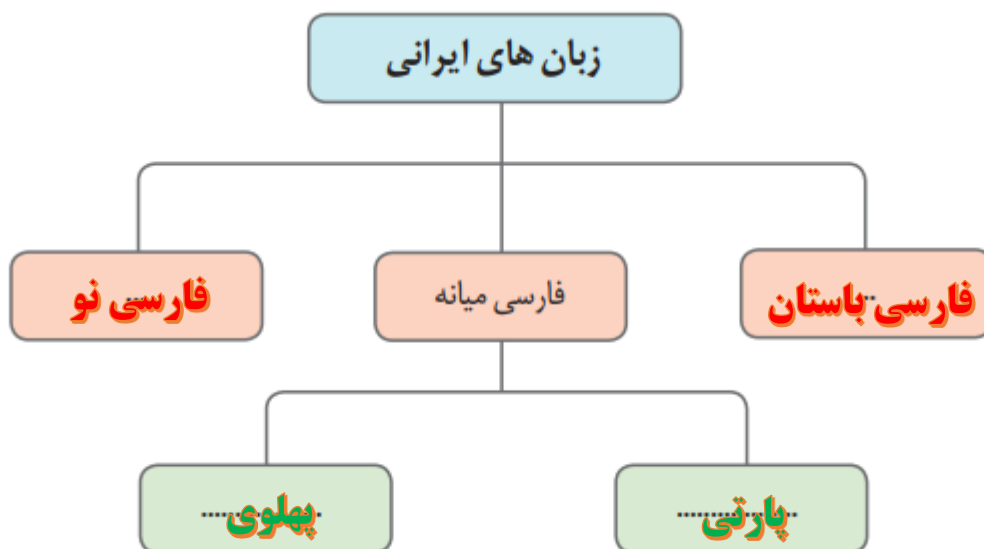 زبان های ایرانی
فارسی باستان
فارسی میانه
فارسی نو
پارتی
پهلوی